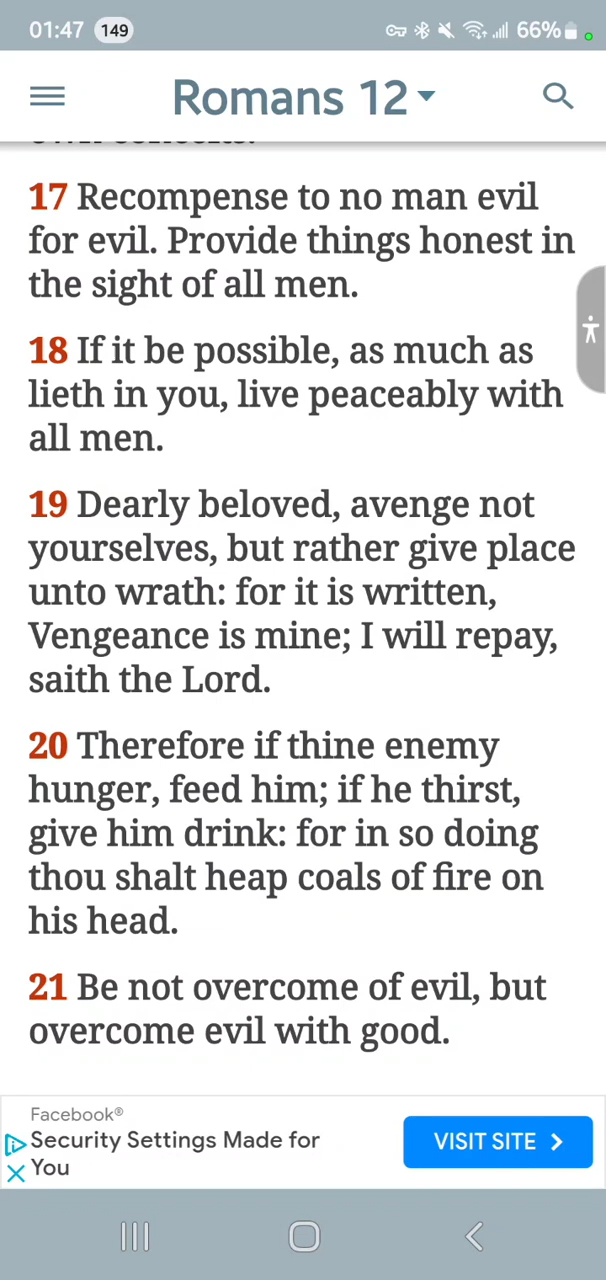 01:47 149 66%
Romans 12
own conceits.
17 Recompense to no man evil
for evil. Provide things honest in
the sight of all men.
18 If it be possible, as much as
lieth in you, live peaceably with
all men.
19 Dearly beloved, avenge not
yourselves, but rather give place
unto wrath: for it is written,
Vengeance is mine; I will repay,
saith the Lord.
20 Therefore if thine enemy
hunger, feed him; if he thirst,
give him drink: for in so doing
thou shalt heap coals of fire on
his head.
21 Be not overcome of evil, but
overcome evil with good.
Facebook®
Security Settings Made for
You
VISIT SITE